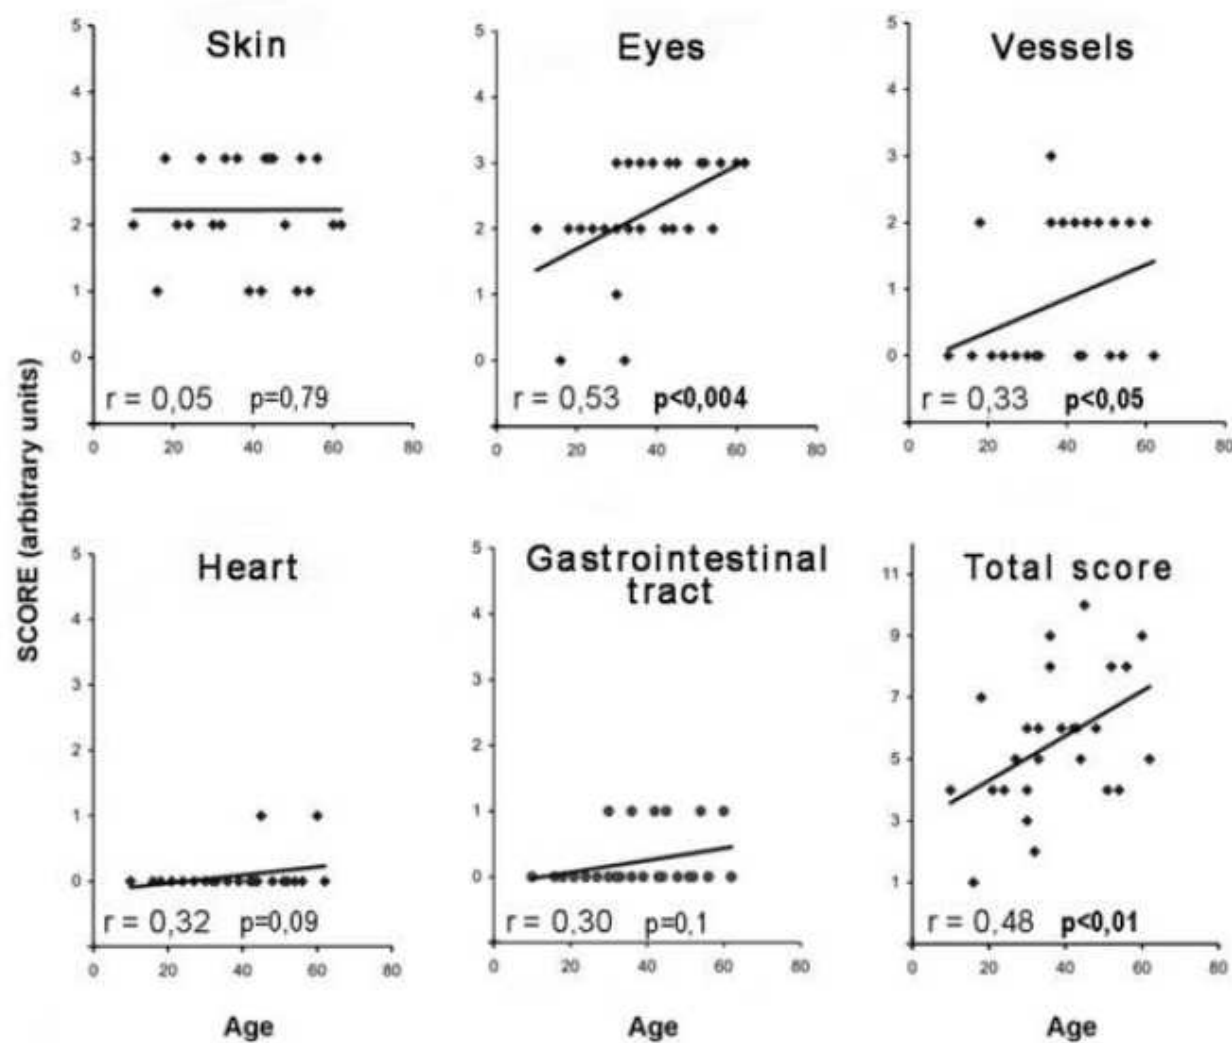 Skin
5
4
3
2
1
0
r = 0,05 p=0,79
0 20 40 60 80
Eyes
5
4
3
2
1
0
r = 0,53 p<0,004
0 20 40 60 80
Vessels
5
4
3
2
1
0
r = 0,33 p<0,05
0 20 40 60 80
SCORE (arbitrary units)
Heart
5
4
3
2
1
0
r = 0,32 p=0,09
0 20 40 60 80
Age
Gastrointestinal
tract
5
4
3
2
1
0
r = 0,30 p=0,1
0 20 40 60 80
Total score
11
9
7
5
3
1
r = 0,48 p<0,01
0 20 40 60 80
Age